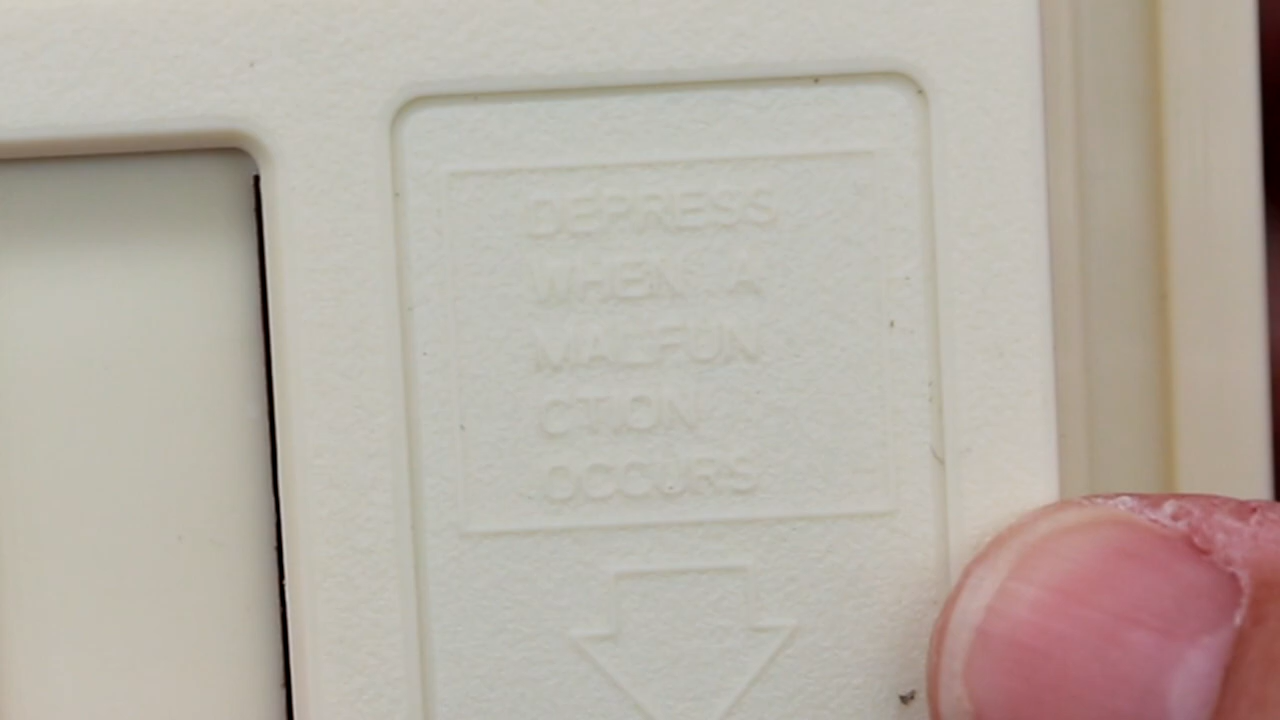 DEPRESS
WHEN A
MALFUN
CTION
OCCURS